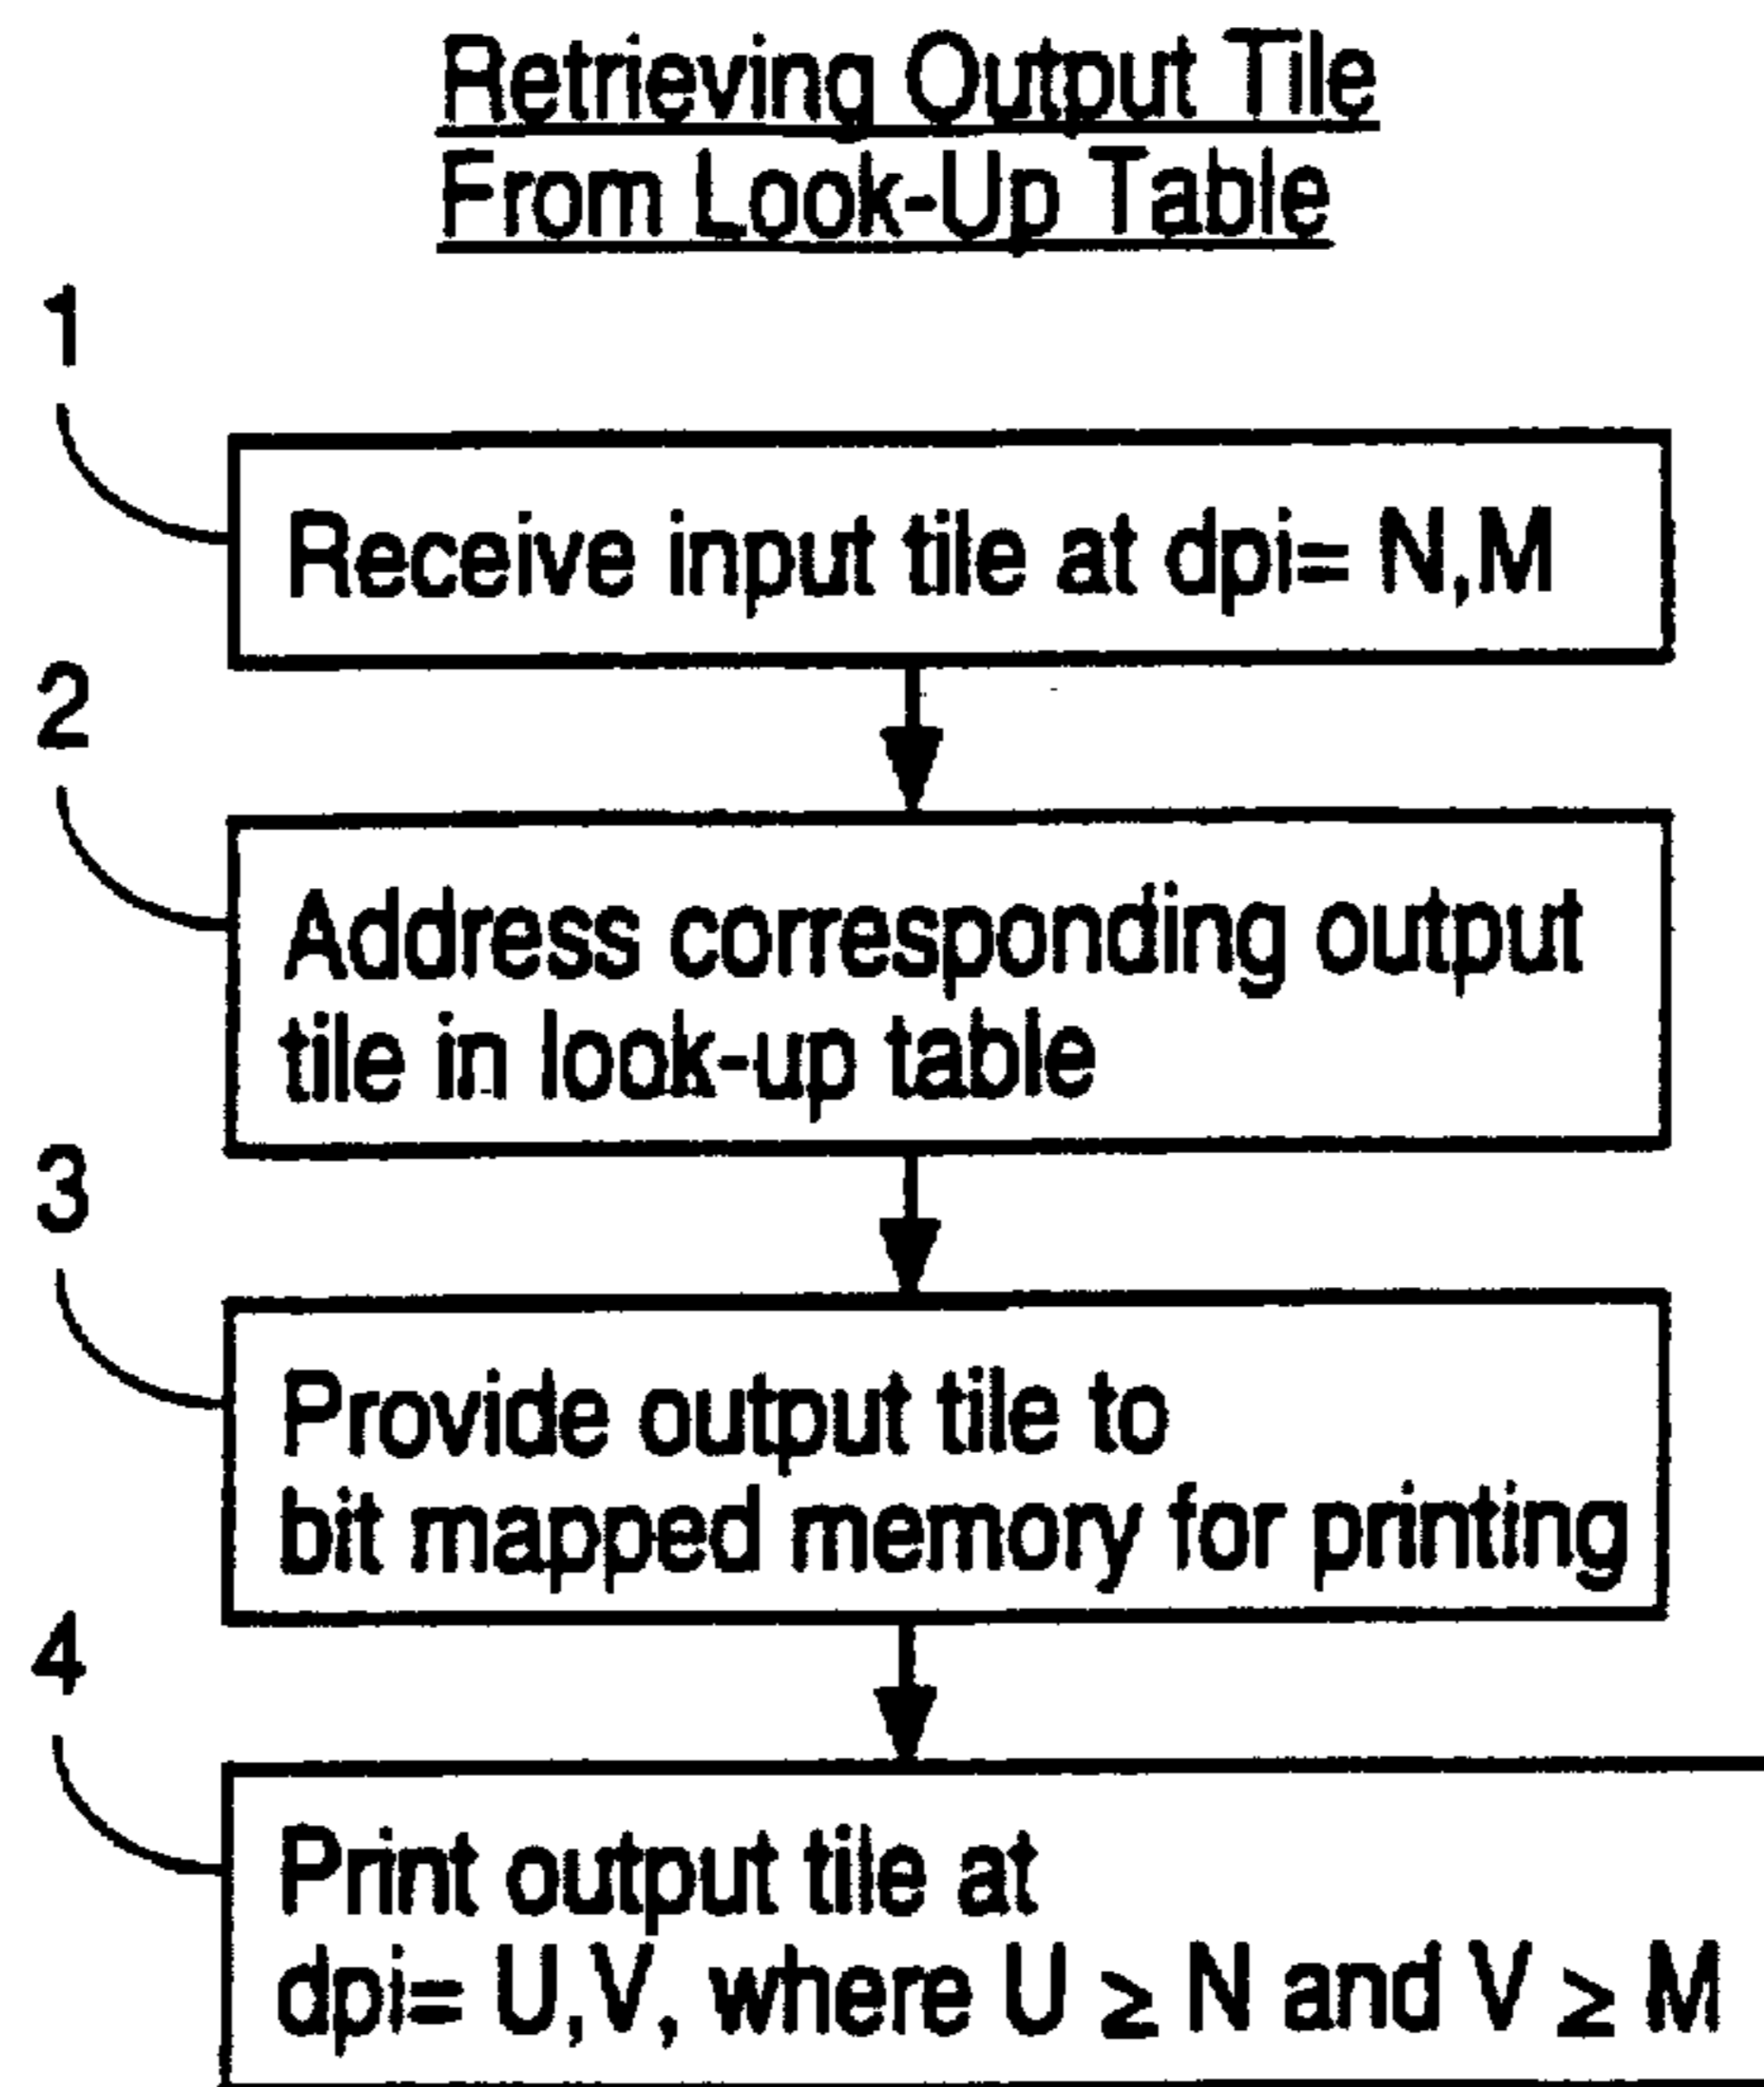 Retrieving Output Tile
From Look-Up Table
1
Receive input tile at dpi= N,M
2
Address corresponding output
tile in look-up table
3
Provide output tile to
bit mapped memory for printing
4
Print output tile at
dpi= U,V, where U ≥ N and V ≥ M